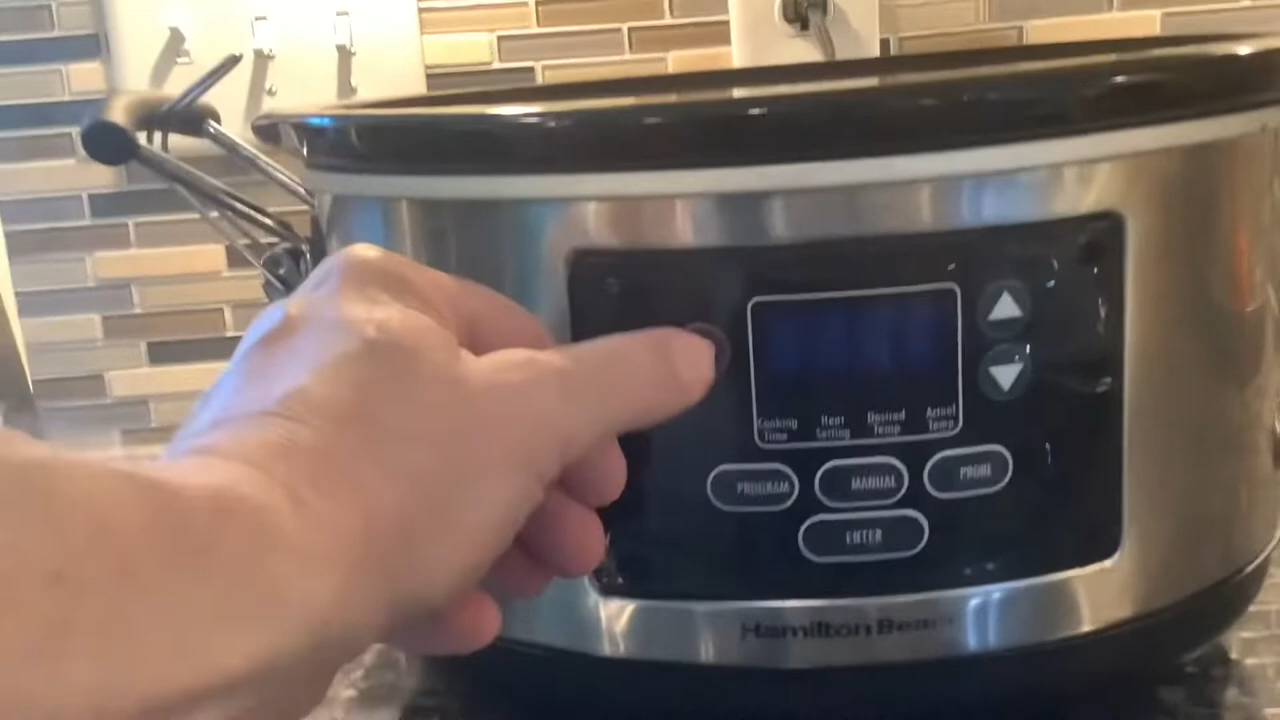 Cooking Time
Heat Setting
Desired Temp
Actual Temp
PROGRAM
MANUAL
PROBE
ENTER
Hamilton Beach